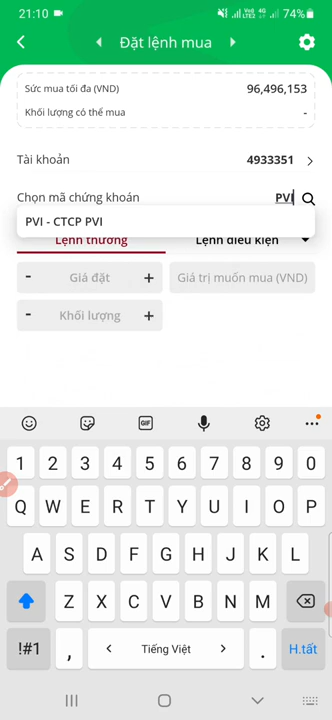 21:10
74%
Đặt lệnh mua
Sức mua tối đa (VND) 96,496,153
Khối lượng có thể mua -
Tài khoản 4933351
Chọn mã chứng khoán PVI
PVI - CTCP PVI
Lệnh thường Lệnh điều kiện
- Giá đặt + Giá trị muốn mua (VND)
- Khối lượng +
GIF
1 2 3 4 5 6 7 8 9 0
Q W E R T Y U I O P
A S D F G H J K L
Z X C V B N M
!#1 , < Tiếng Việt > . H.tất